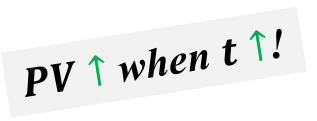 PV ↑ when t ↑!